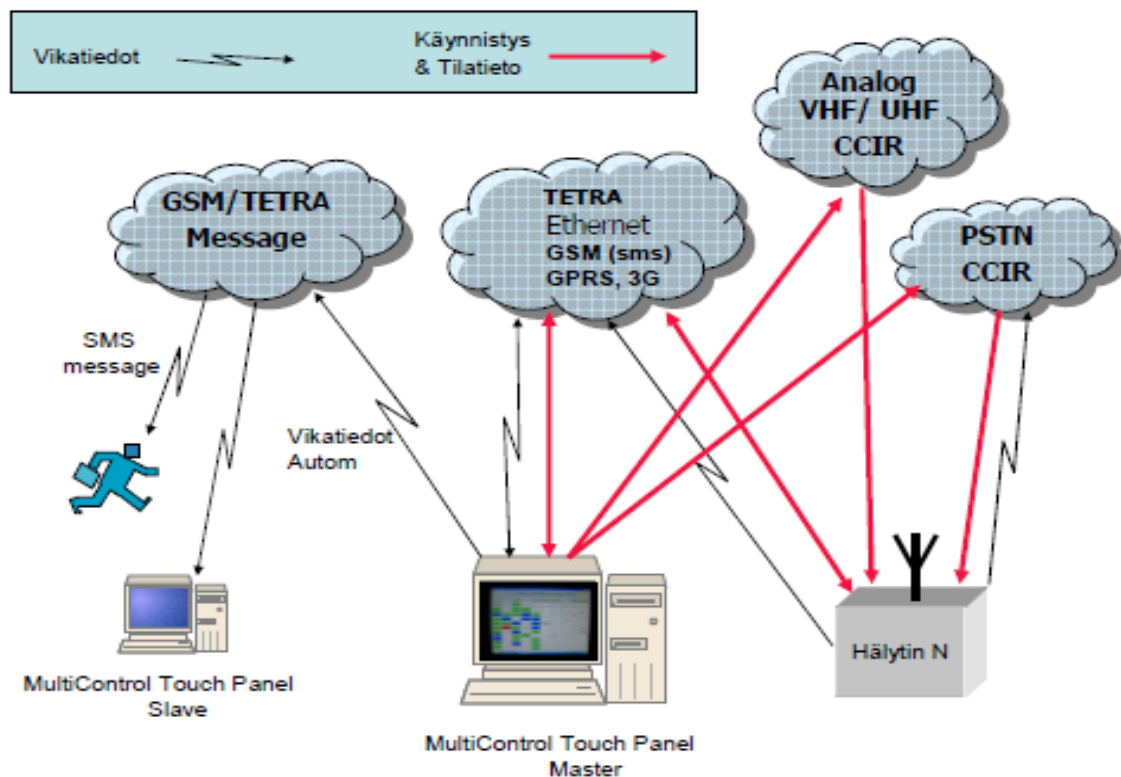 Vikatiedot
Käynnistys
& Tilatieto
Analog
VHF/ UHF
CCIR
GSM/TETRA
Message
TETRA
Ethernet
GSM (sms)
GPRS, 3G
PSTN
CCIR
SMS
message
Vikatiedot
Autom
Hälytin N
MultiControl Touch Panel
Slave
MultiControl Touch Panel
Master